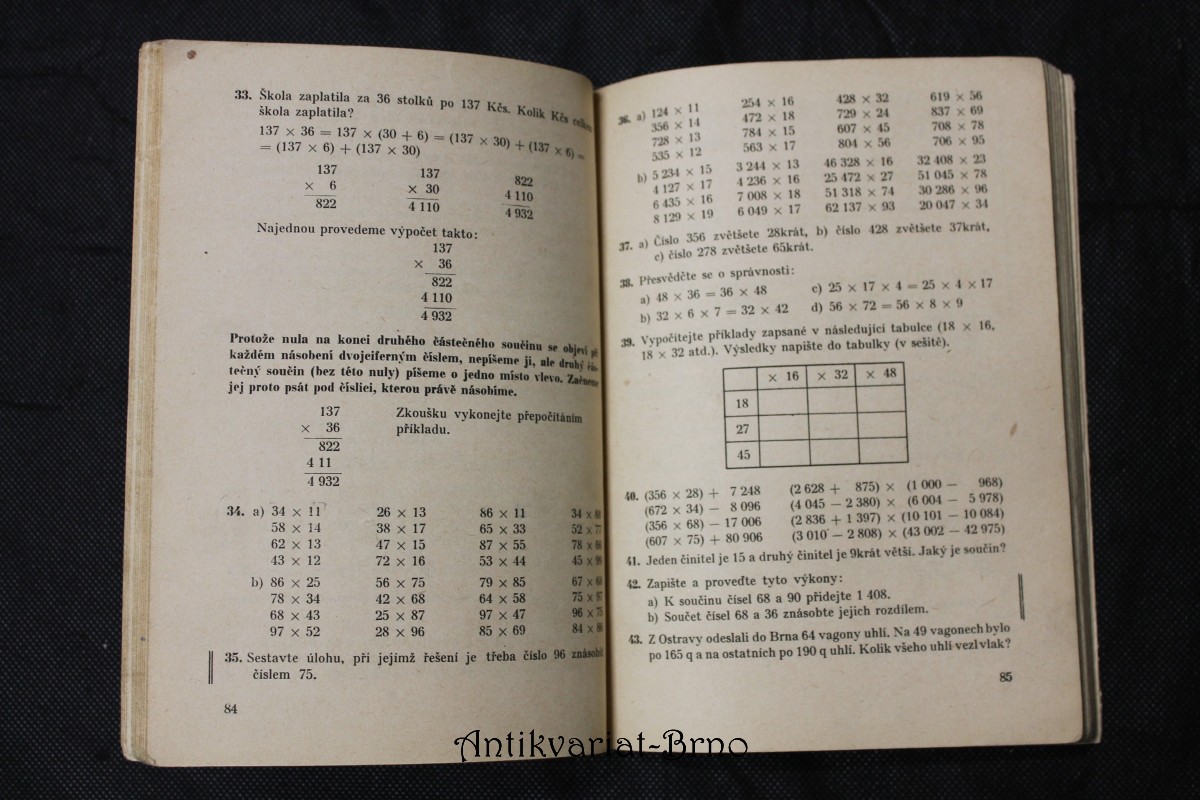 33. Škola zaplatila za 36 stolků po 137 Kčs. Kolik Kčs celkem
škola zaplatila?
137 × 36 = 137 × (30 + 6) = (137 × 30) + (137 × 6) =
= (137 × 6) + (137 × 30)
137 137 822
× 6 × 30 4 110
822 4 110 4 932
Najednou provedeme výpočet takto:
137
× 36
822
4 110
4 932
Protože nula na konci druhého částečného součinu se objeví při
každém násobení dvojciferným číslem, nepíšeme ji, ale druhý čás-
tečný součin (bez této nuly) píšeme o jedno místo vlevo. Začneme
jej proto psát pod číslicí, kterou právě násobíme.
137 Zkoušku vykonejte přepočítáním
× 36 příkladu.
822
4 11
4 932
34. a) 34 × 11 26 × 13 86 × 11 34 ×
58 × 14 38 × 17 65 × 33 52 × 77
62 × 13 47 × 15 87 × 55 78 ×
43 × 12 72 × 16 53 × 44 45 ×
b) 86 × 25 56 × 75 79 × 85 67 ×
78 × 34 42 × 68 64 × 58 75 × 97
68 × 43 25 × 87 97 × 47 96 × 75
97 × 52 28 × 96 85 × 69 84 ×
35. Sestavte úlohu, při jejímž řešení je třeba číslo 96 znásobit
číslem 75.
84
36. a) 124 × 11 254 × 16 428 × 32 619 × 56
356 × 14 472 × 18 729 × 24 837 × 69
728 × 13 784 × 15 607 × 45 708 × 78
535 × 12 563 × 17 804 × 56 706 × 95
b) 5 234 × 15 3 244 × 13 46 328 × 16 32 408 × 23
4 127 × 17 4 236 × 16 25 472 × 27 51 045 × 78
6 435 × 16 7 008 × 18 51 318 × 74 30 286 × 96
8 129 × 19 6 049 × 17 62 137 × 93 20 047 × 34
37. a) Číslo 356 zvětšete 28krát, b) číslo 428 zvětšete 37krát,
c) číslo 278 zvětšete 65krát.
38. Přesvědčte se o správnosti:
a) 48 × 36 = 36 × 48 c) 25 × 17 × 4 = 25 × 4 × 17
b) 32 × 6 × 7 = 32 × 42 d) 56 × 72 = 56 × 8 × 9
39. Vypočítejte příklady zapsané v následující tabulce (18 × 16,
18 × 32 atd.). Výsledky napište do tabulky (v sešitě).
× 16 × 32 × 48
18
27
45
40. (356 × 28) + 7 248 (2 628 + 875) × (1 000 − 968)
(672 × 34) − 8 096 (4 045 − 2 380) × (6 004 − 5 978)
(356 × 68) − 17 006 (2 836 + 1 397) × (10 101 − 10 084)
(607 × 75) + 80 906 (3 010 − 2 808) × (43 002 − 42 975)
41. Jeden činitel je 15 a druhý činitel je 9krát větší. Jaký je součin?
42. Zapište a proveďte tyto výkony:
a) K součinu čísel 68 a 90 přidejte 1 408.
b) Součet čísel 68 a 36 znásobte jejich rozdílem.
43. Z Ostravy odeslali do Brna 64 vagony uhlí. Na 49 vagonech bylo
po 165 q a na ostatních po 190 q uhlí. Kolik všeho uhlí vezl vlak?
85
Antikvariat-Brno